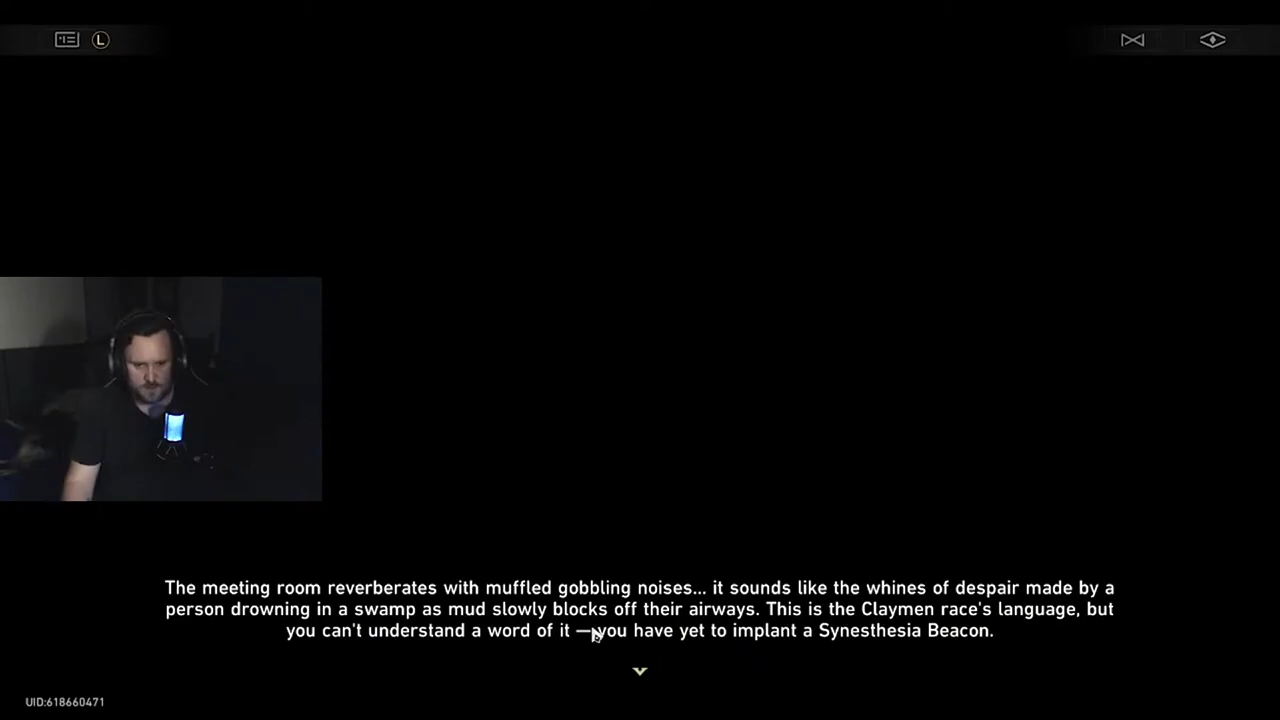 L
The meeting room reverberates with muffled gobbling noises... it sounds like the whines of despair made by a
person drowning in a swamp as mud slowly blocks off their airways. This is the Claymen race's language, but
you can't understand a word of it —you have yet to implant a Synesthesia Beacon.
UID:618660471